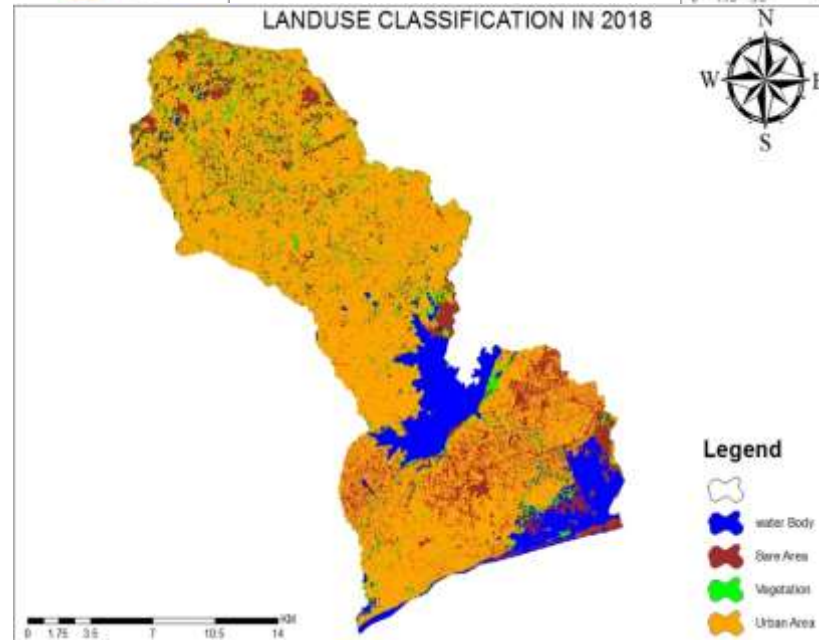 LANDUSE CLASSIFICATION IN 2018
N
W E
S
Legend
water Body
Bare Area
Vegetation
Urban Area
KM
0 1.75 3.5 7 10.5 14